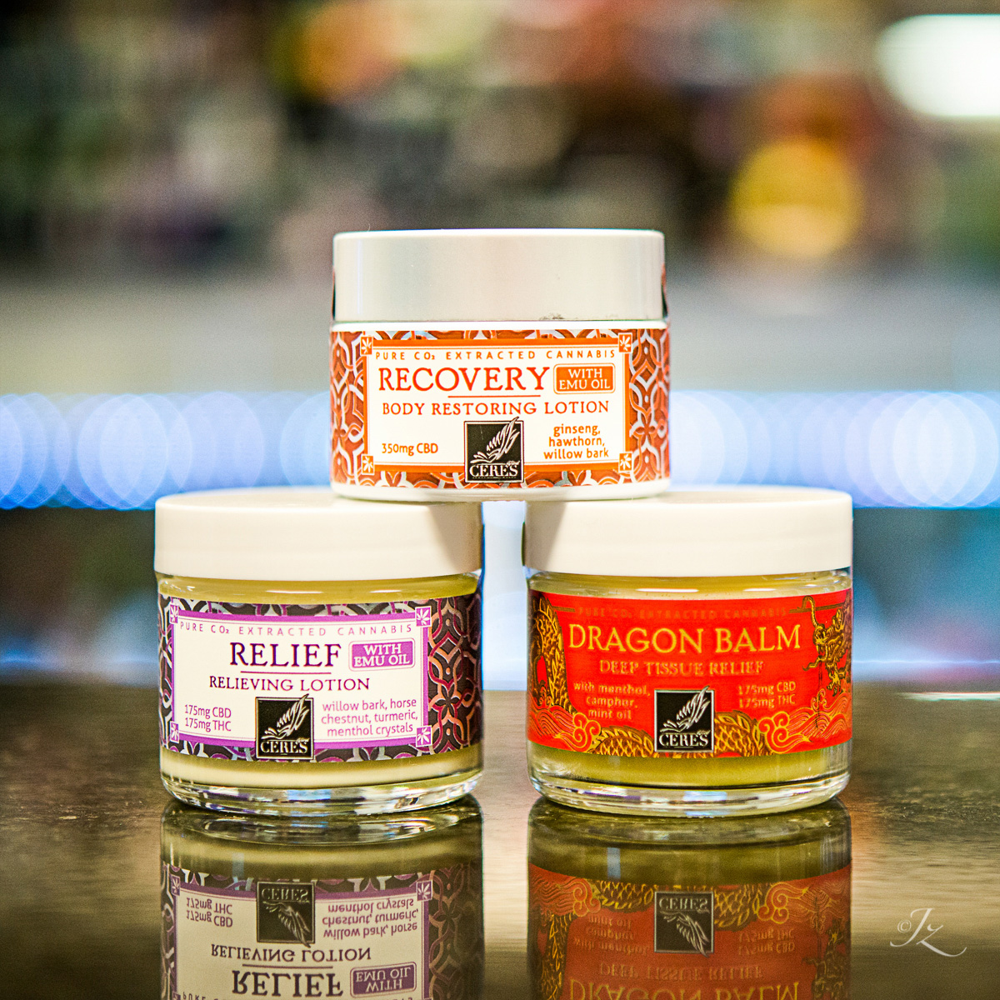 PURE CO₂ EXTRACTED CANNABIS
RECOVERY
WITH
EMU OIL
BODY RESTORING LOTION
350mg CBD
CERES
ginseng,
hawthorn,
willow bark
PURE CO₂ EXTRACTED CANNABIS
RELIEF
WITH
EMU OIL
RELIEVING LOTION
175mg CBD
175mg THC
CERES
willow bark, horse
chestnut, turmeric,
menthol crystals
PURE CO₂ EXTRACTED CANNABIS
DRAGON BALM
DEEP TISSUE RELIEF
with menthol,
camphor,
mint oil
CERES
175mg CBD
175mg THC
©JZ